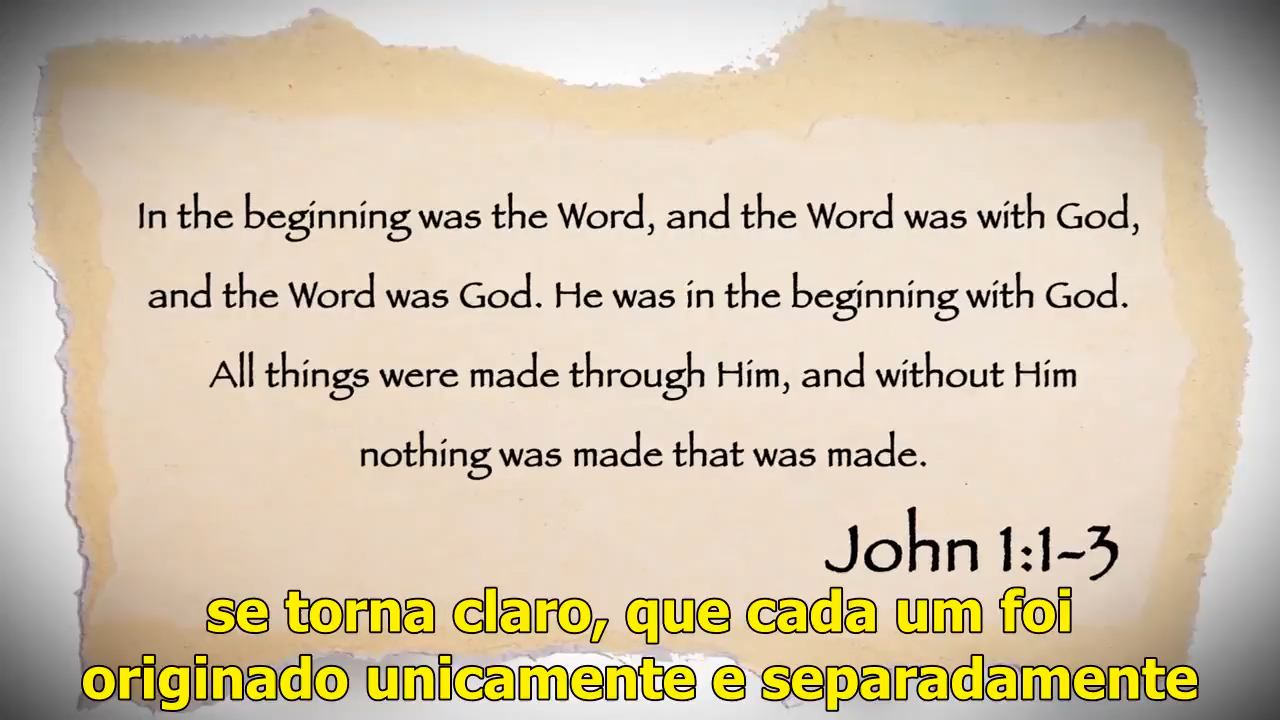 In the beginning was the Word, and the Word was with God,
and the Word was God. He was in the beginning with God.
All things were made through Him, and without Him
nothing was made that was made.
John 1:1-3
se torna claro, que cada um foi
originado unicamente e separadamente